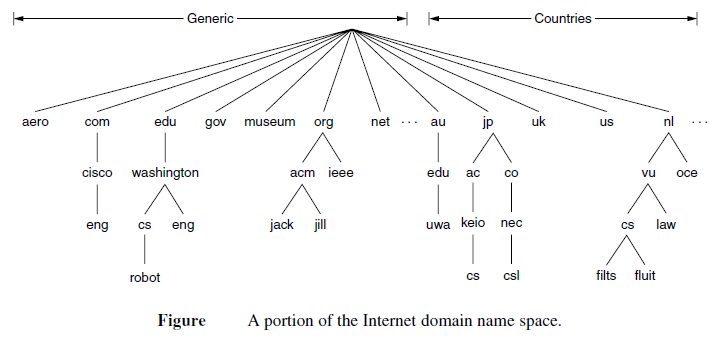 Generic Countries
aero com edu gov museum org net ... au jp uk us nl ...
cisco washington acm ieee edu ac co vu oce
eng cs eng jack jill uwa keio nec cs law
robot cs csl filts fluit
Figure A portion of the Internet domain name space.